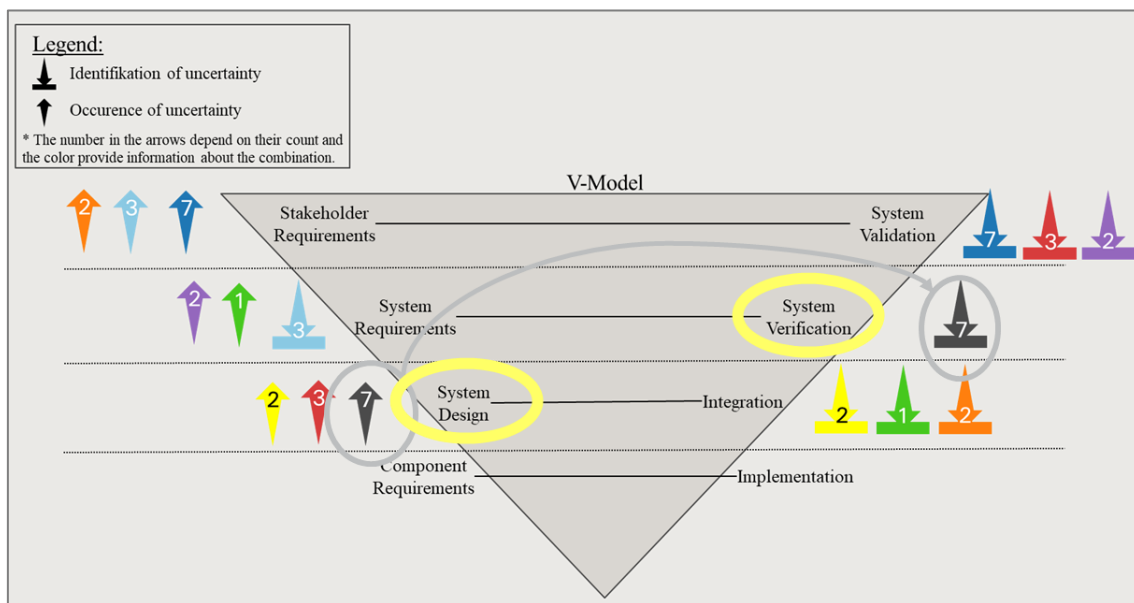 Legend:
Identifikation of uncertainty
Occurence of uncertainty
* The number in the arrows depend on their count and
the color provide information about the combination.
V-Model
2 3 7
Stakeholder
Requirements
System
Validation
7 3 2
2 1 3
System
Requirements
System
Verification
7
2 3 7
System
Design
Integration
2 1 2
Component
Requirements
Implementation